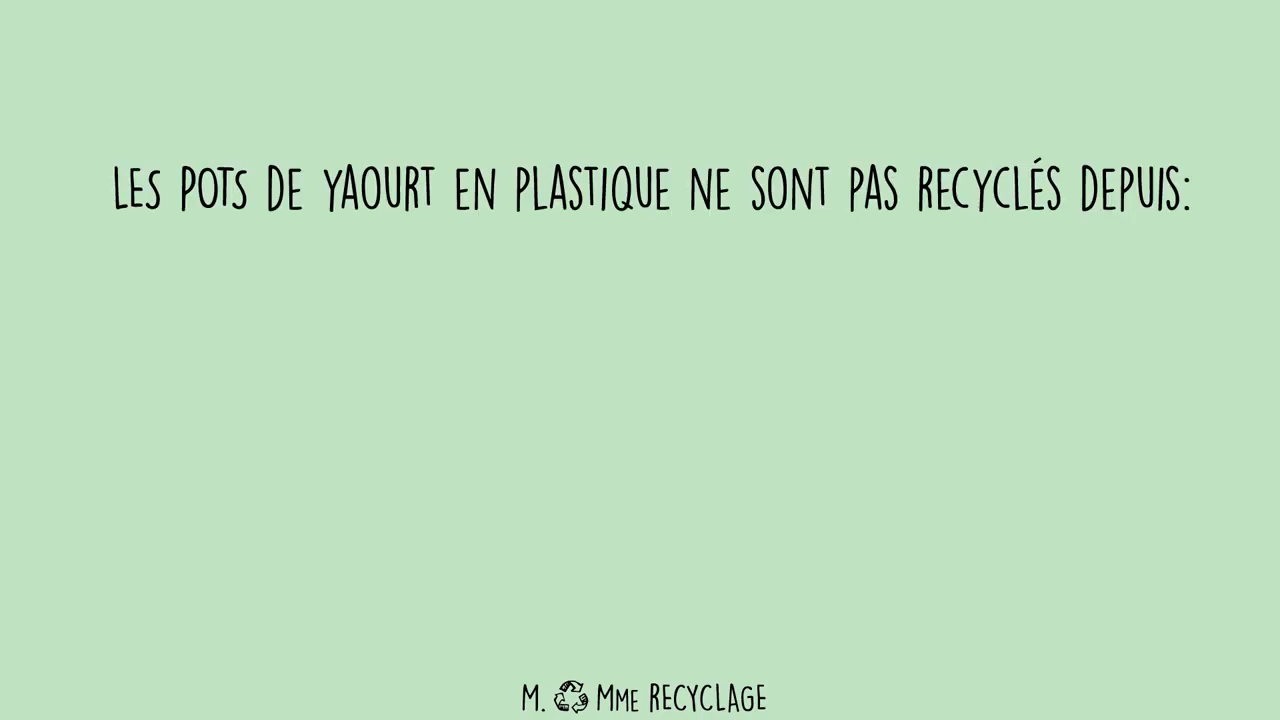 LES POTS DE YAOURT EN PLASTIQUE NE SONT PAS RECYCLÉS DEPUIS:
M. MME RECYCLAGE